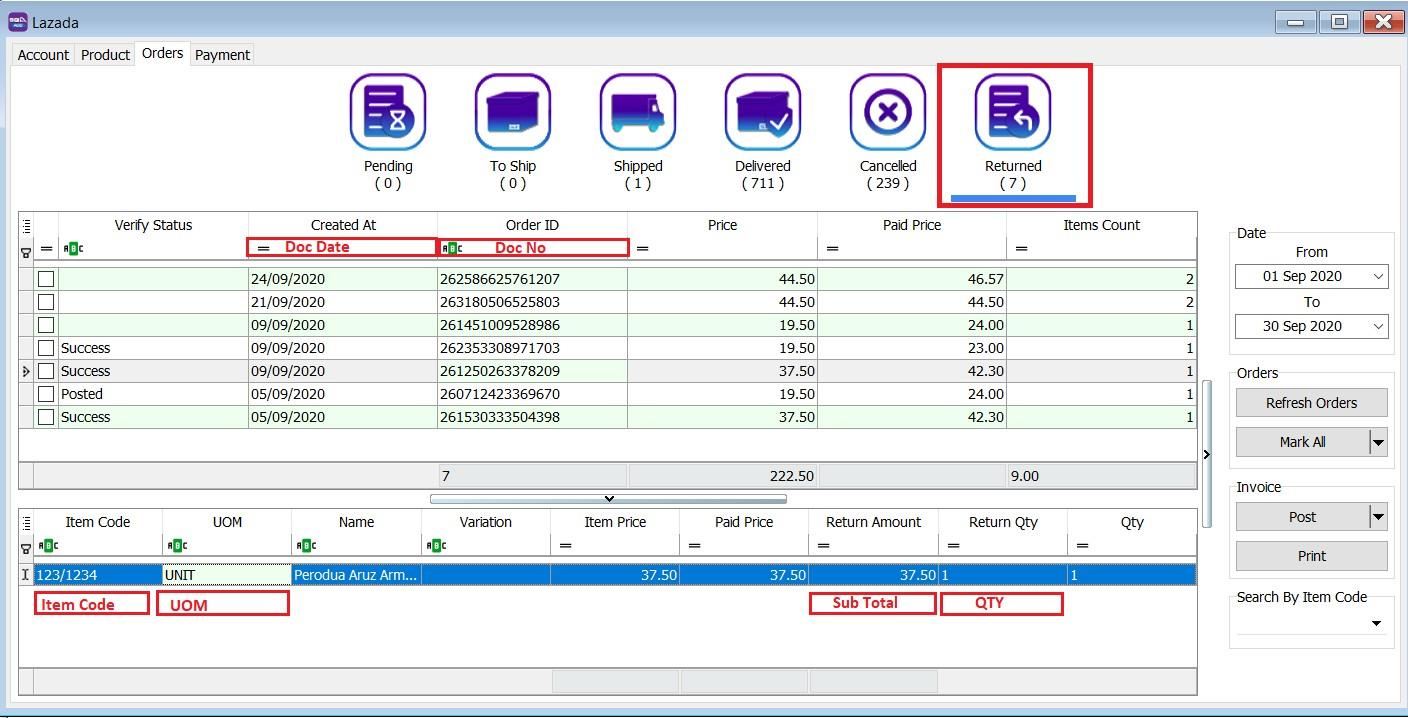 Lazada
Account Product Orders Payment
Pending To Ship Shipped Delivered Cancelled Returned
( 0 ) ( 0 ) ( 1 ) ( 711 ) ( 239 ) ( 7 )
Verify Status Created At Order ID Price Paid Price Items Count
= ABC = Doc Date ABC Doc No = = =
24/09/2020 262586625761207 44.50 46.57 2
21/09/2020 263180506525803 44.50 44.50 2
09/09/2020 261451009528986 19.50 24.00 1
Success 09/09/2020 262353308971703 19.50 23.00 1
Success 09/09/2020 261250263378209 37.50 42.30 1
Posted 05/09/2020 260712423369670 19.50 24.00 1
Success 05/09/2020 261530333504398 37.50 42.30 1
7 222.50 9.00
Item Code UOM Name Variation Item Price Paid Price Return Amount Return Qty Qty
ABC ABC ABC ABC = = = = =
123/1234 UNIT Perodua Aruz Arm... 37.50 37.50 37.50 1 1
Item Code UOM Sub Total QTY
Date
From
01 Sep 2020
To
30 Sep 2020
Orders
Refresh Orders
Mark All
Invoice
Post
Print
Search By Item Code